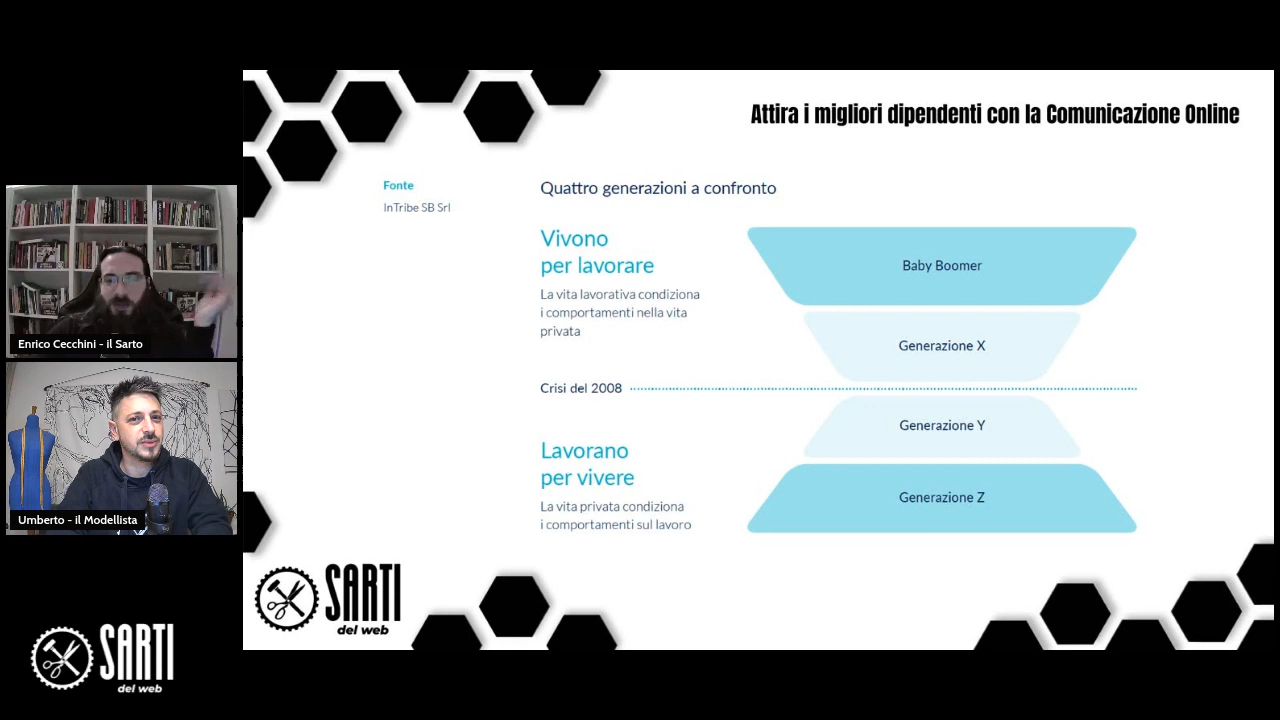 Attira i migliori dipendenti con la Comunicazione Online
Fonte
InTribe SB Srl
Quattro generazioni a confronto
Vivono
per lavorare
La vita lavorativa condiziona
i comportamenti nella vita
privata
Baby Boomer
Generazione X
Crisi del 2008
Generazione Y
Lavorano
per vivere
La vita privata condiziona
i comportamenti sul lavoro
Generazione Z
Enrico Cecchini - il Sarto
Umberto - il Modellista
SARTI
del web
SARTI
del web